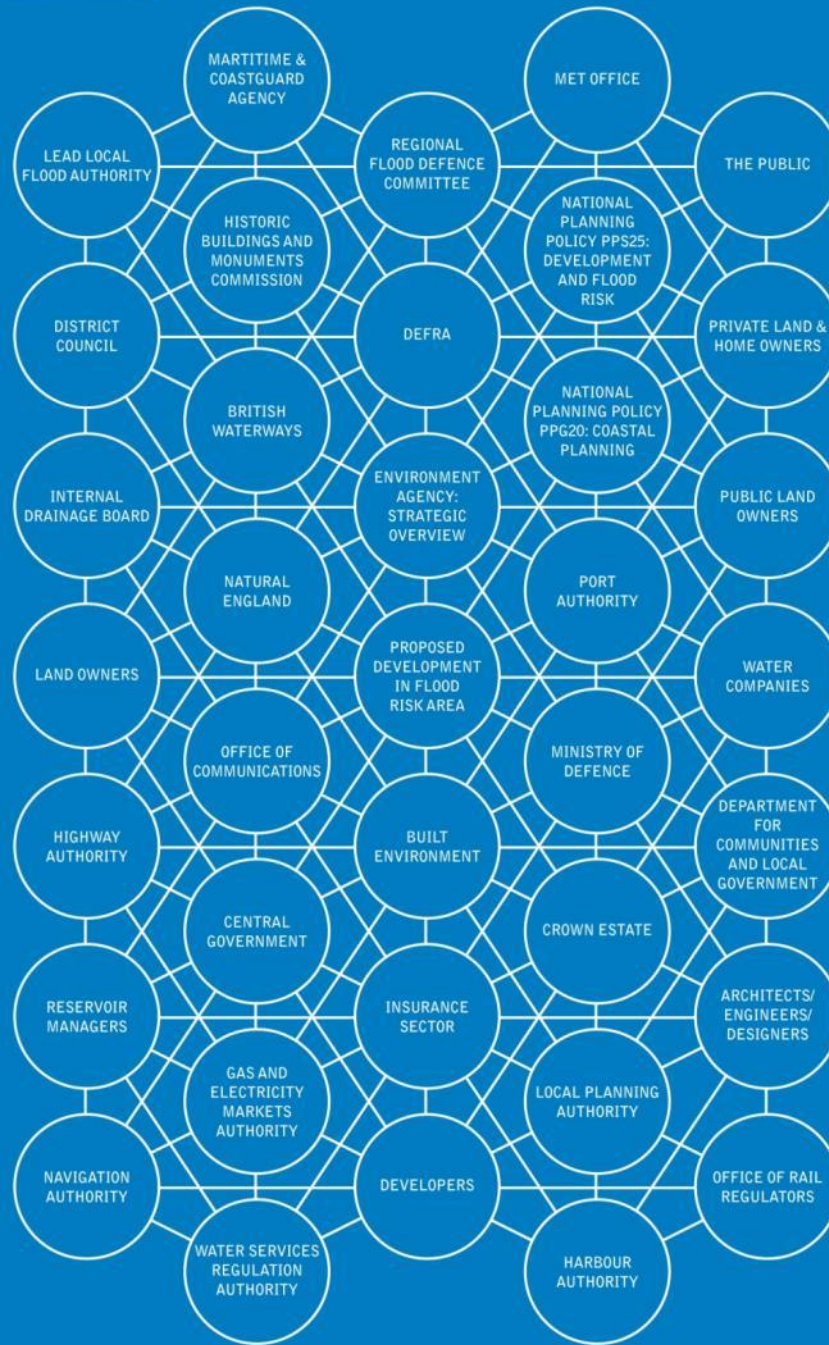 MARTITIME &
COASTGUARD
AGENCY
MET OFFICE
LEAD LOCAL
FLOOD AUTHORITY
REGIONAL
FLOOD DEFENCE
COMMITTEE
THE PUBLIC
HISTORIC
BUILDINGS AND
MONUMENTS
COMMISSION
NATIONAL
PLANNING
POLICY PPS25:
DEVELOPMENT
AND FLOOD
RISK
DISTRICT
COUNCIL
DEFRA
PRIVATE LAND &
HOME OWNERS
BRITISH
WATERWAYS
NATIONAL
PLANNING POLICY
PPG20: COASTAL
PLANNING
INTERNAL
DRAINAGE BOARD
ENVIRONMENT
AGENCY:
STRATEGIC
OVERVIEW
PUBLIC LAND
OWNERS
NATURAL
ENGLAND
PORT
AUTHORITY
LAND OWNERS
PROPOSED
DEVELOPMENT
IN FLOOD
RISK AREA
WATER
COMPANIES
OFFICE OF
COMMUNICATIONS
MINISTRY OF
DEFENCE
HIGHWAY
AUTHORITY
BUILT
ENVIRONMENT
DEPARTMENT
FOR
COMMUNITIES
AND LOCAL
GOVERNMENT
CENTRAL
GOVERNMENT
CROWN ESTATE
RESERVOIR
MANAGERS
INSURANCE
SECTOR
ARCHITECTS/
ENGINEERS/
DESIGNERS
GAS AND
ELECTRICITY
MARKETS
AUTHORITY
LOCAL PLANNING
AUTHORITY
NAVIGATION
AUTHORITY
DEVELOPERS
OFFICE OF RAIL
REGULATORS
WATER SERVICES
REGULATION
AUTHORITY
HARBOUR
AUTHORITY